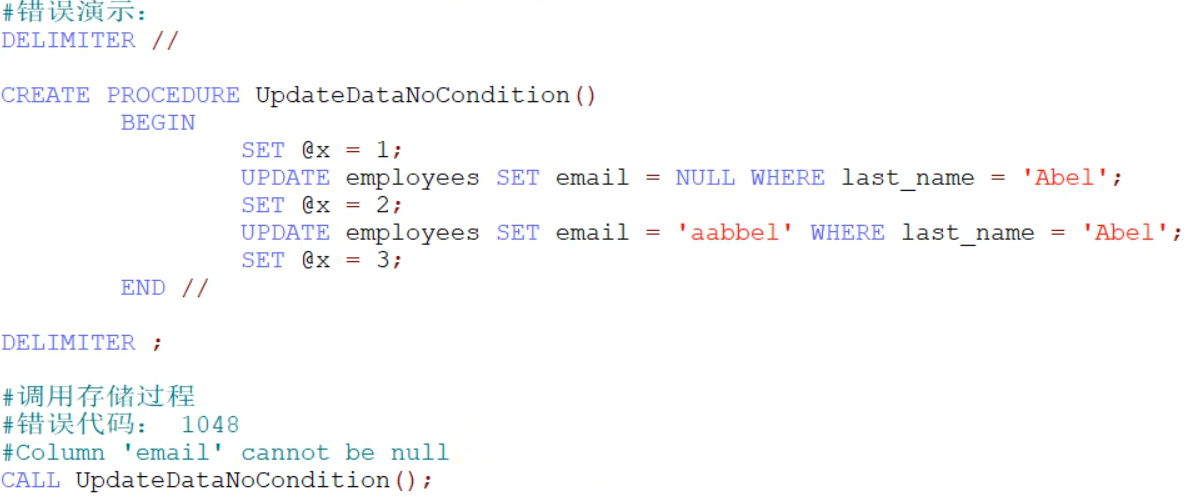 #错误演示：
DELIMITER //
CREATE PROCEDURE UpdateDataNoCondition()
BEGIN
SET @x = 1;
UPDATE employees SET email = NULL WHERE last_name = 'Abel';
SET @x = 2;
UPDATE employees SET email = 'aabbel' WHERE last_name = 'Abel';
SET @x = 3;
END //
DELIMITER ;
#调用存储过程
#错误代码： 1048
#Column 'email' cannot be null
CALL UpdateDataNoCondition();